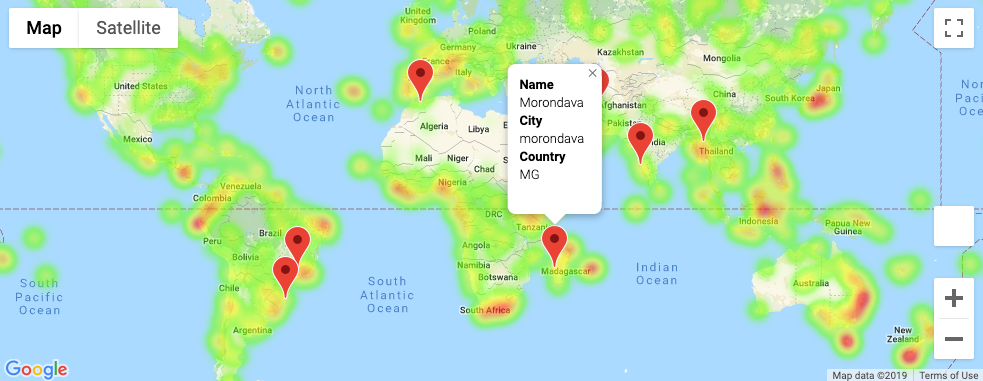 Map
Satellite
United
Kingdom
Poland
Germany
Ukraine
Kazakhstan
Mongolia
France
Italy
United States
North
Atlantic
Ocean
China
Japan
South Korea
Afghanistan
Pakistan
Algeria
Libya
Mexico
Mali
Niger
Chad
Thailand
Name
Morondava
City
morondava
Country
MG
Venezuela
Nigeria
Colombia
DRC
Indonesia
Papua New
Guinea
Tanzania
Brazil
Peru
Bolivia
Angola
Namibia
Botswana
Madagascar
Indian
Ocean
South
Pacific
Ocean
South
Atlantic
Ocean
Chile
Australia
South Africa
Argentina
New
Zealand
Google
Map data ©2019
Terms of Use